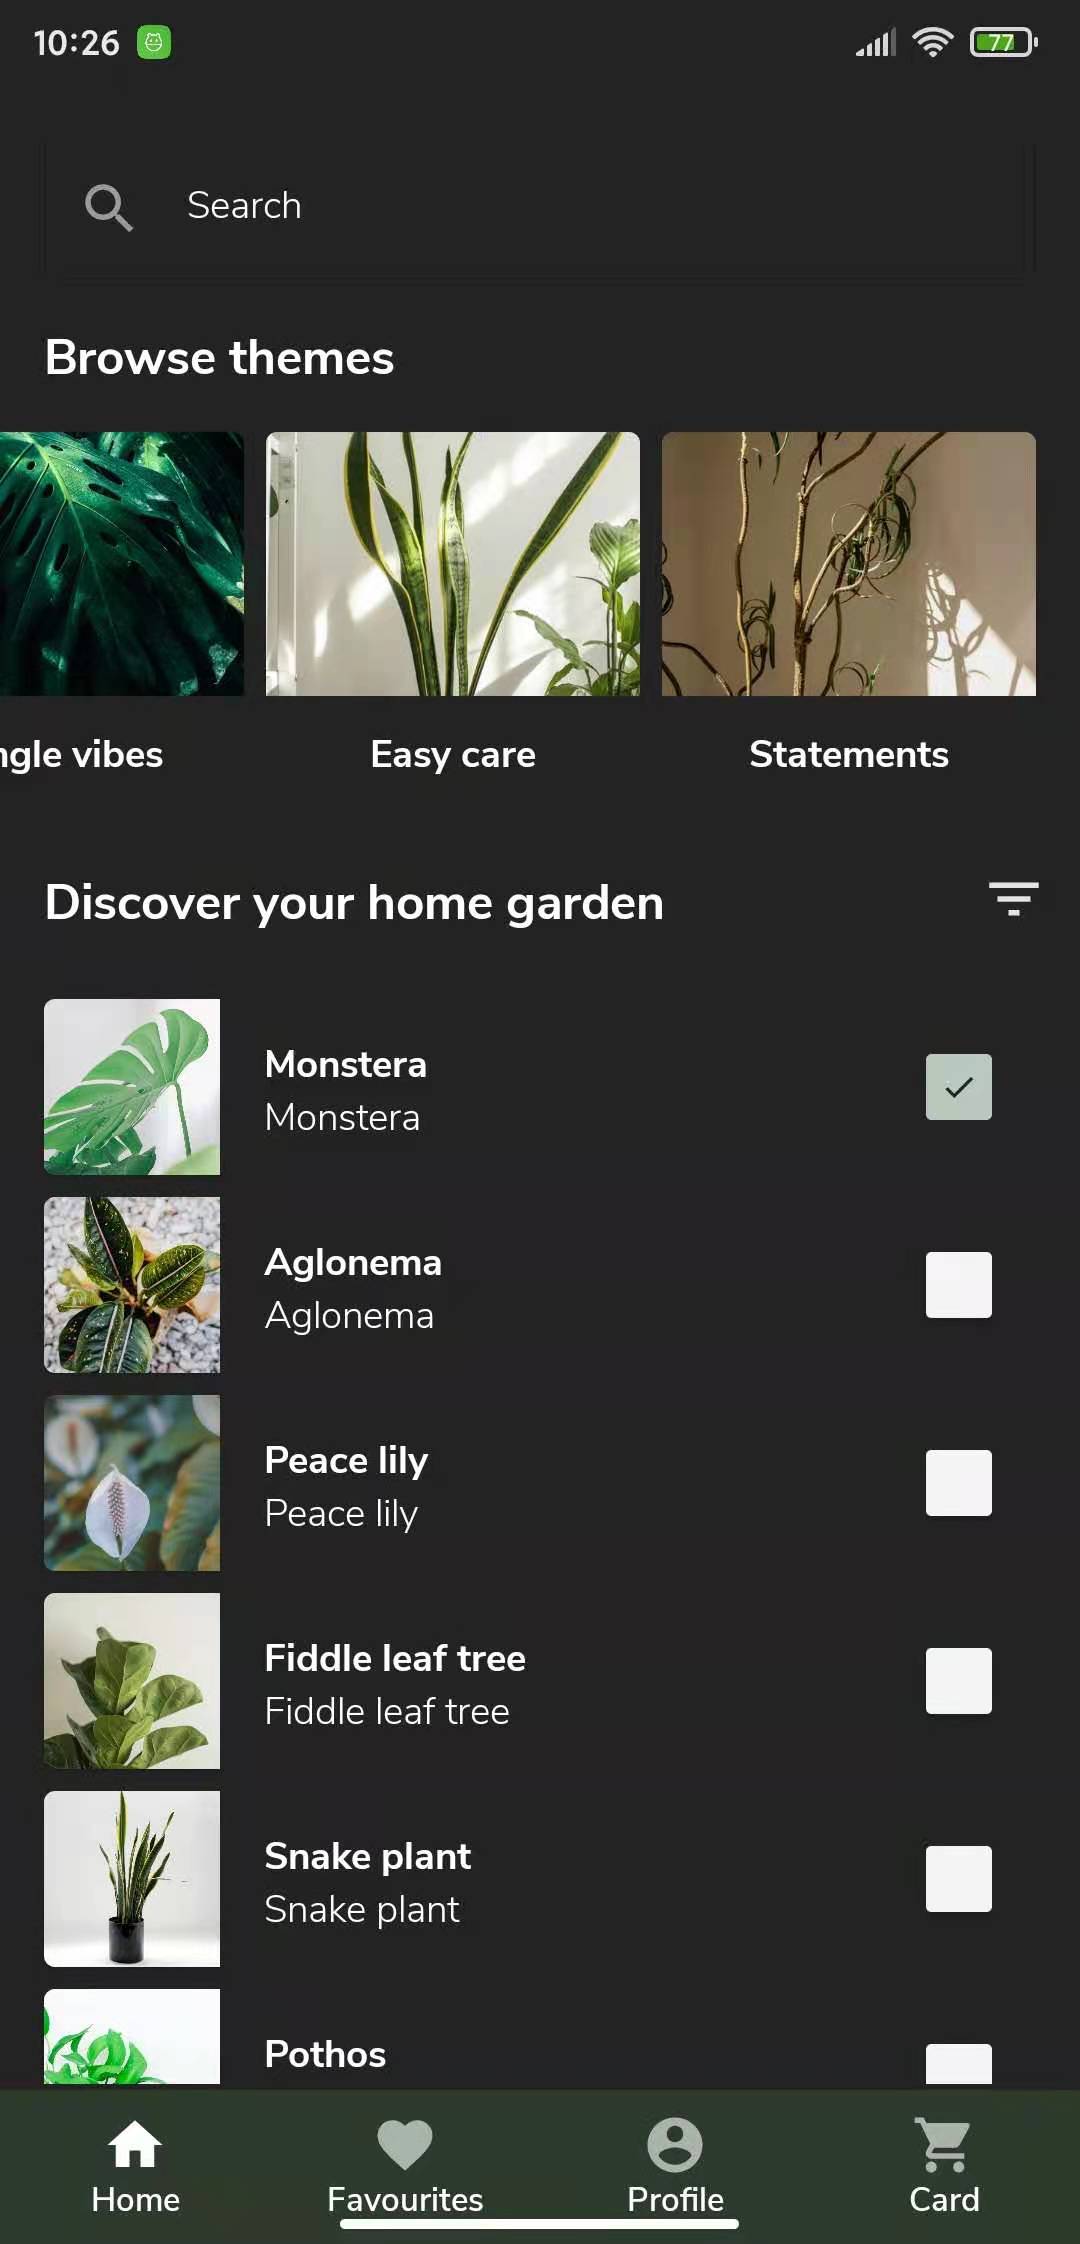 10:26
77
Search
Browse themes
ngle vibes
Easy care
Statements
Discover your home garden
Monstera
Monstera
Aglonema
Aglonema
Peace lily
Peace lily
Fiddle leaf tree
Fiddle leaf tree
Snake plant
Snake plant
Pothos
Home
Favourites
Profile
Card